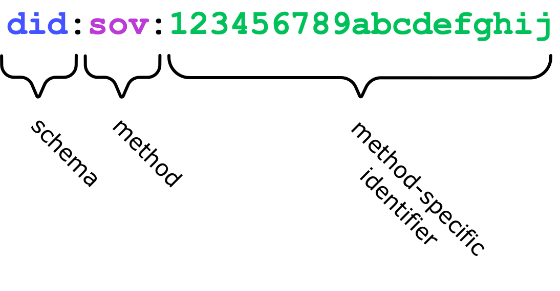 did:sov:123456789abcdefghij
schema
method
method-specific
identifier